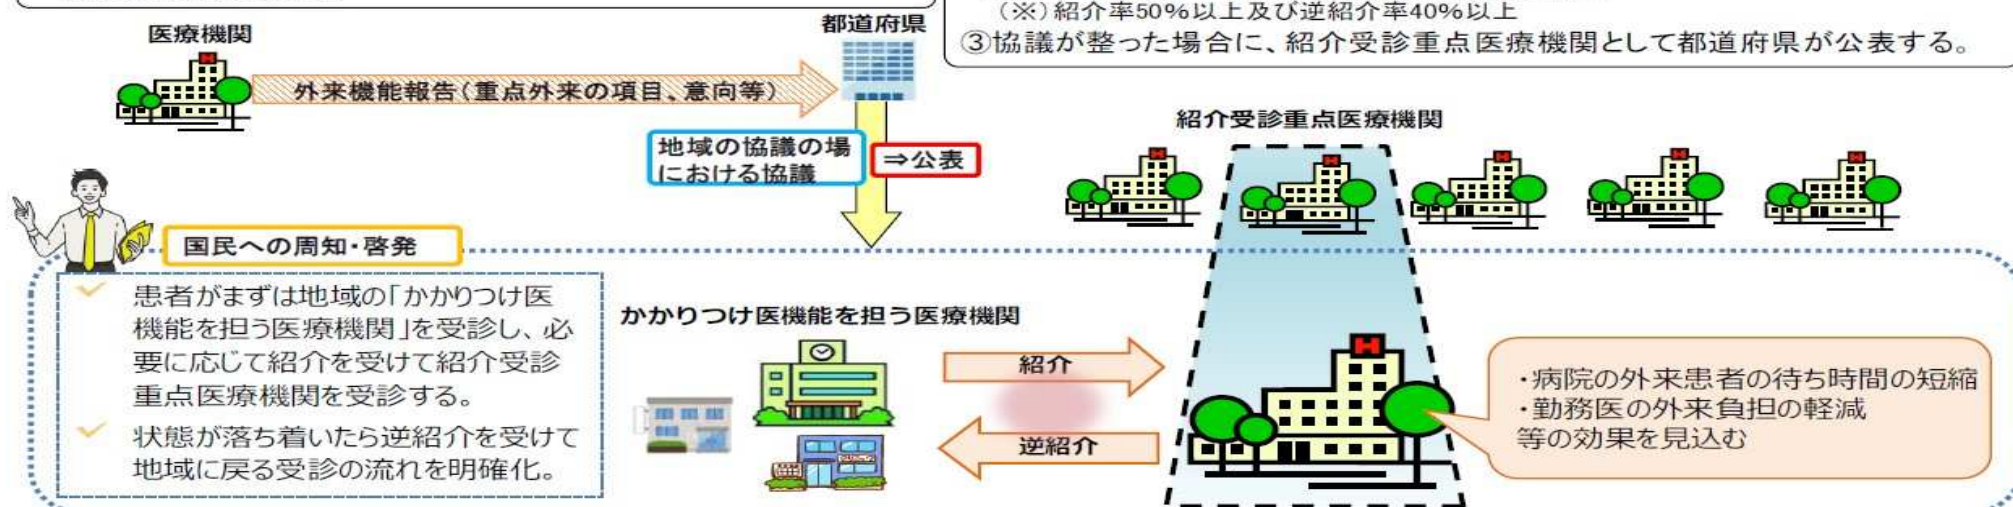 (※)紹介率50%以上及び逆紹介率40%以上
③協議が整った場合に、紹介受診重点医療機関として都道府県が公表する。
医療機関
都道府県
外来機能報告(重点外来の項目、意向等)
地域の協議の場
における協議
⇒公表
紹介受診重点医療機関
国民への周知・啓発
患者がまずは地域の「かかりつけ医
機能を担う医療機関」を受診し、必
要に応じて紹介を受けて紹介受診
重点医療機関を受診する。
状態が落ち着いたら逆紹介を受けて
地域に戻る受診の流れを明確化。
かかりつけ医機能を担う医療機関
紹介
逆紹介
・病院の外来患者の待ち時間の短縮
・勤務医の外来負担の軽減
等の効果を見込む